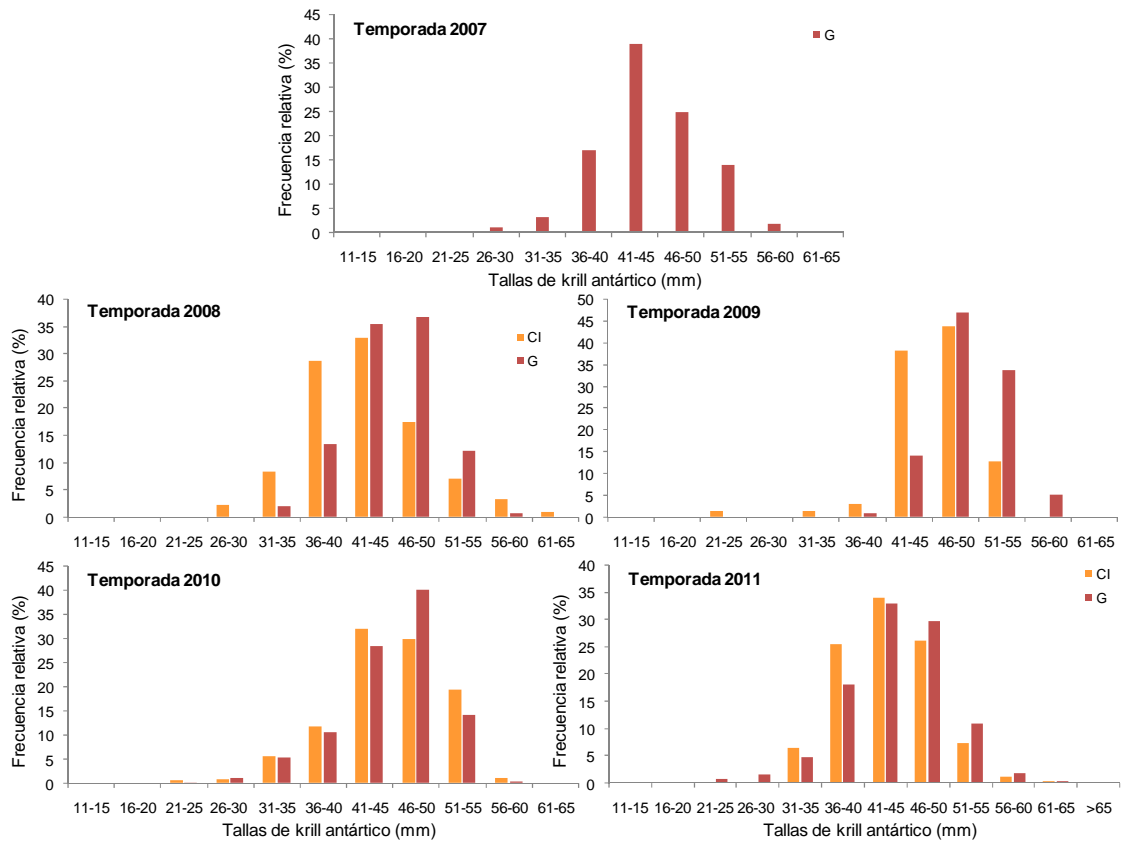 Temporada 2007
G
Frecuencia relativa (%)
45
40
35
30
25
20
15
10
5
0
11-15 16-20 21-25 26-30 31-35 36-40 41-45 46-50 51-55 56-60 61-65
Tallas de krill antártico (mm)
Temporada 2008
CI
G
Frecuencia relativa (%)
40
35
30
25
20
15
10
5
0
11-15 16-20 21-25 26-30 31-35 36-40 41-45 46-50 51-55 56-60 61-65
Temporada 2009
50
45
40
35
30
25
20
15
10
5
0
11-15 16-20 21-25 26-30 31-35 36-40 41-45 46-50 51-55 56-60 61-65
Temporada 2010
Frecuencia relativa (%)
45
40
35
30
25
20
15
10
5
0
11-15 16-20 21-25 26-30 31-35 36-40 41-45 46-50 51-55 56-60 61-65
Tallas de krill antártico (mm)
Temporada 2011
CI
G
Frecuencia relativa (%)
40
35
30
25
20
15
10
5
0
11-15 16-20 21-25 26-30 31-35 36-40 41-45 46-50 51-55 56-60 61-65 >65
Tallas de krill antártico (mm)